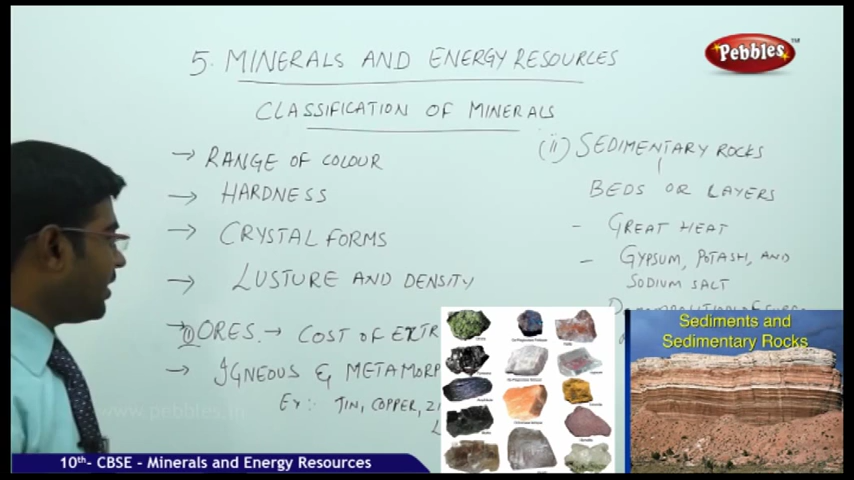 5. MINERALS AND ENERGY RESOURCES
Pebbles™
CLASSIFICATION OF MINERALS
→ RANGE OF COLOUR
→ HARDNESS
→ CRYSTAL FORMS
→ LUSTURE AND DENSITY
→ (i) ORES. → COST OF EXTR
→ IGNEOUS & METAMORP
Ex: TIN, COPPER, ZI
(ii) SEDIMENTARY ROCKS
BEDS OR LAYERS
- GREAT HEAT
- GYPSUM, POTASH, AND
SODIUM SALT
Sediments and
Sedimentary Rocks
www.pebbles.in
10th- CBSE - Minerals and Energy Resources